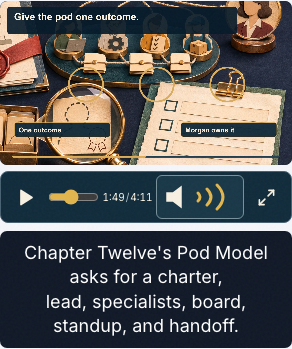 Give the pod one outcome.
One outcome
Morgan owns it
1:49/4:11
Chapter Twelve's Pod Model
asks for a charter,
lead, specialists, board,
standup, and handoff.